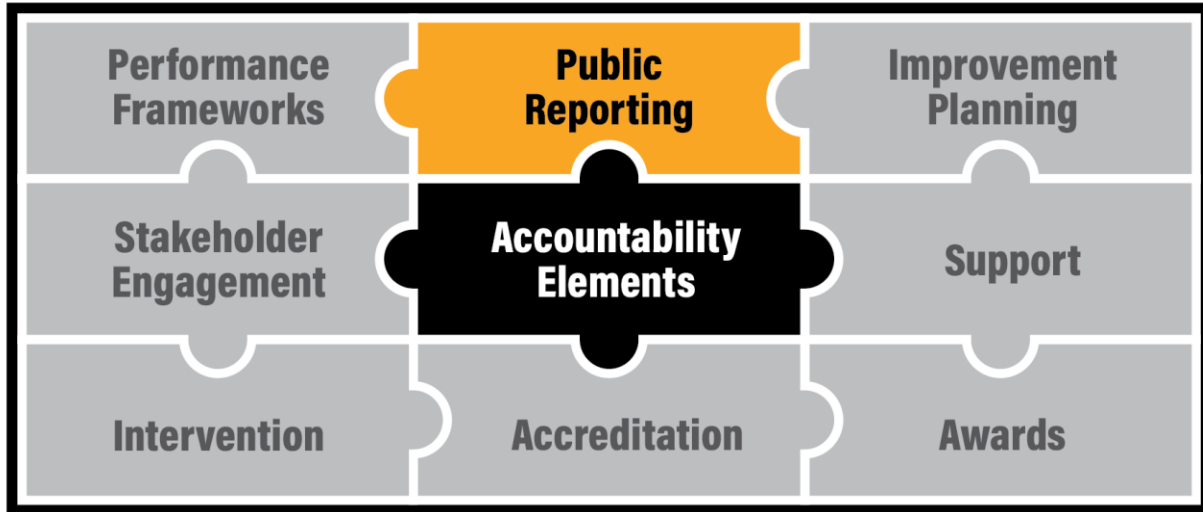 Performance
Frameworks
Public
Reporting
Improvement
Planning
Stakeholder
Engagement
Accountability
Elements
Support
Intervention
Accreditation
Awards